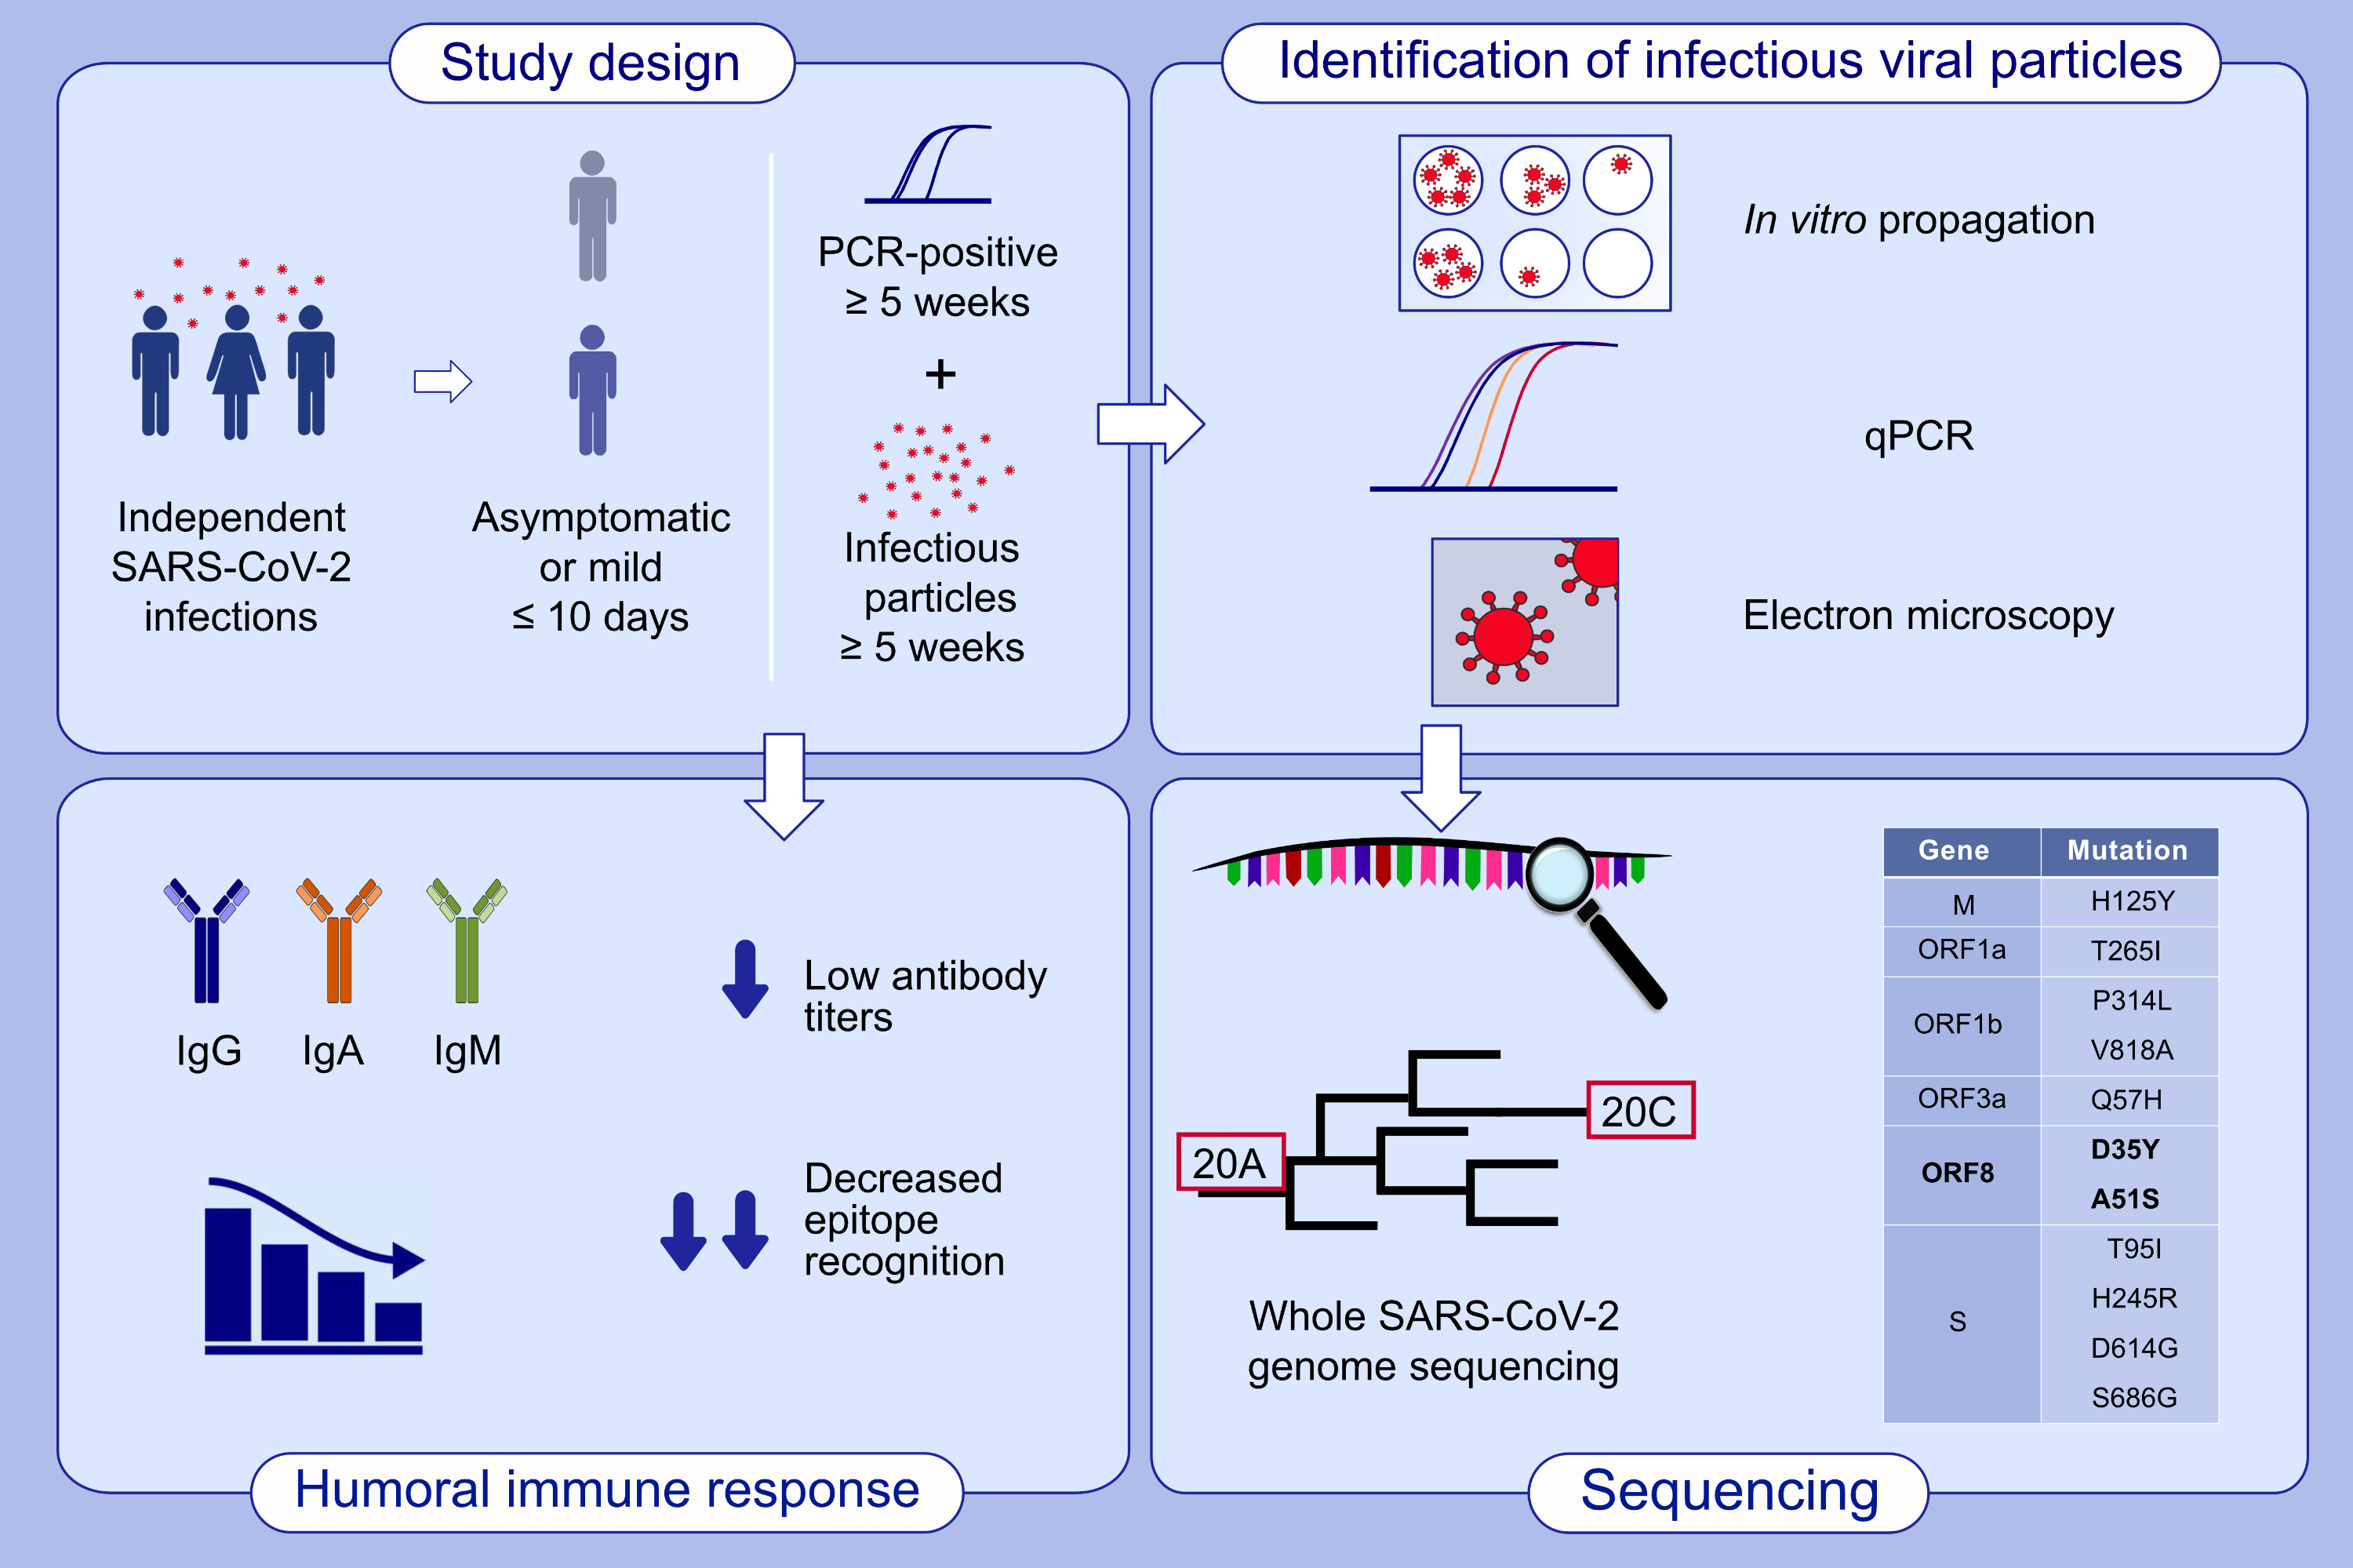 Study design
Independent
SARS-CoV-2
infections
Asymptomatic
or mild
≤ 10 days
PCR-positive
≥ 5 weeks
+
Infectious
particles
≥ 5 weeks
Identification of infectious viral particles
In vitro propagation
qPCR
Electron microscopy
IgG IgA IgM
Low antibody
titers
Decreased
epitope
recognition
Humoral immune response
20A
20C
Whole SARS-CoV-2
genome sequencing
Gene Mutation
M H125Y
ORF1a T265I
ORF1b P314L
V818A
ORF3a Q57H
ORF8 D35Y
A51S
S T95I
H245R
D614G
S686G
Sequencing